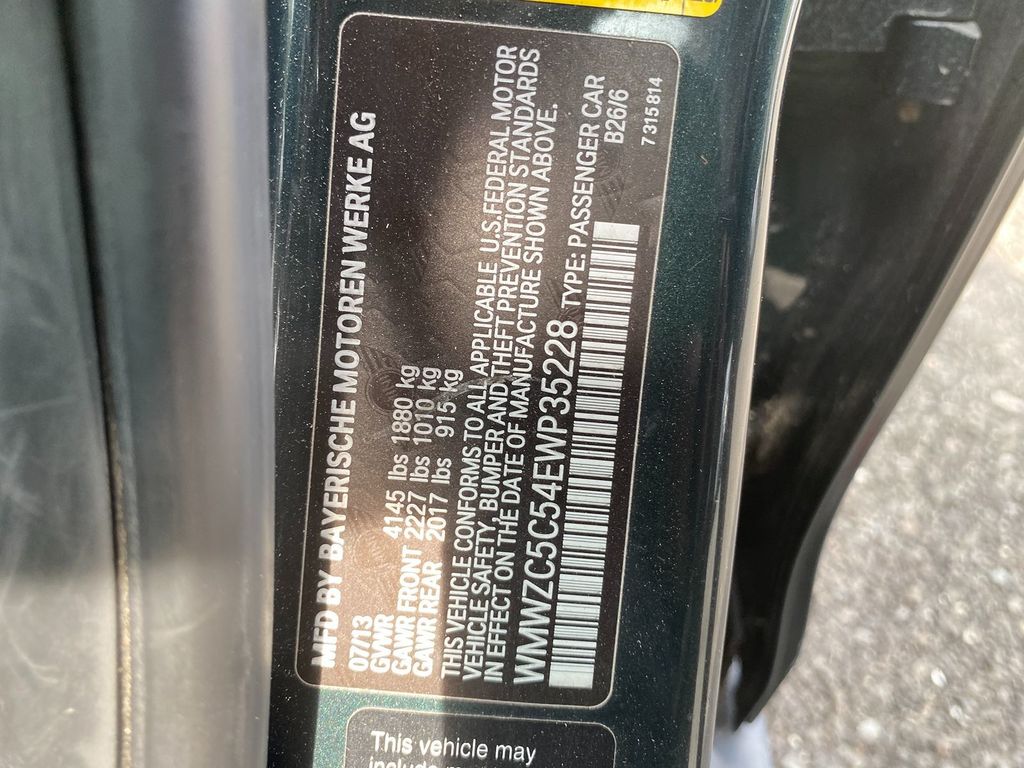 MFD BY BAYERISCHE MOTOREN WERKE AG
07/13
GVWR 4145 lbs 1880 kg
GAWR FRONT 2227 lbs 1010 kg
GAWR REAR 2017 lbs 915 kg
THIS VEHICLE CONFORMS TO ALL APPLICABLE U.S. FEDERAL MOTOR
VEHICLE SAFETY, BUMPER AND THEFT PREVENTION STANDARDS
IN EFFECT ON THE DATE OF MANUFACTURE SHOWN ABOVE.
WMWZC5C54EWP35228 TYPE: PASSENGER CAR
B26/6
7315814
This vehicle may
include